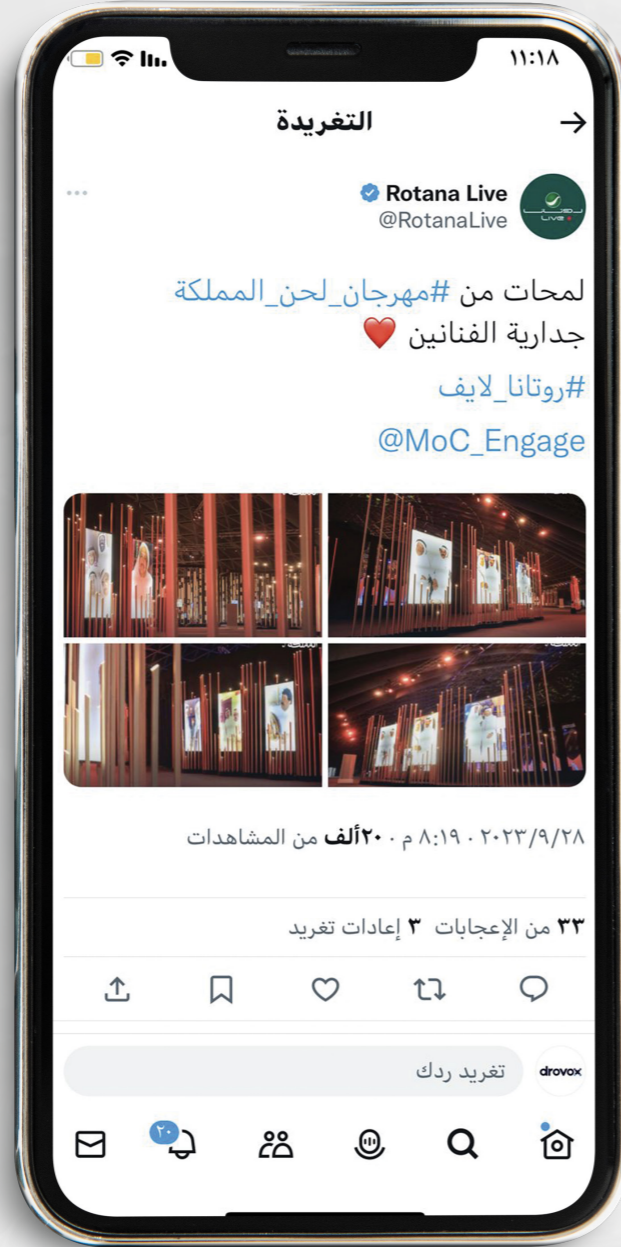 ١١:١٨
التغريدة
Rotana Live
@RotanaLive
لمحات من #مهرجان_لحن_المملكة
جدارية الفنانين ❤️
#روتانا_لايف
@MoC_Engage
٢٠٢٣/٩/٢٨ · ٨:١٩ م · ٢٠ألف من المشاهدات
٣٣ من الإعجابات ٣ إعادات تغريد
drovox تغريد ردك
٢٠